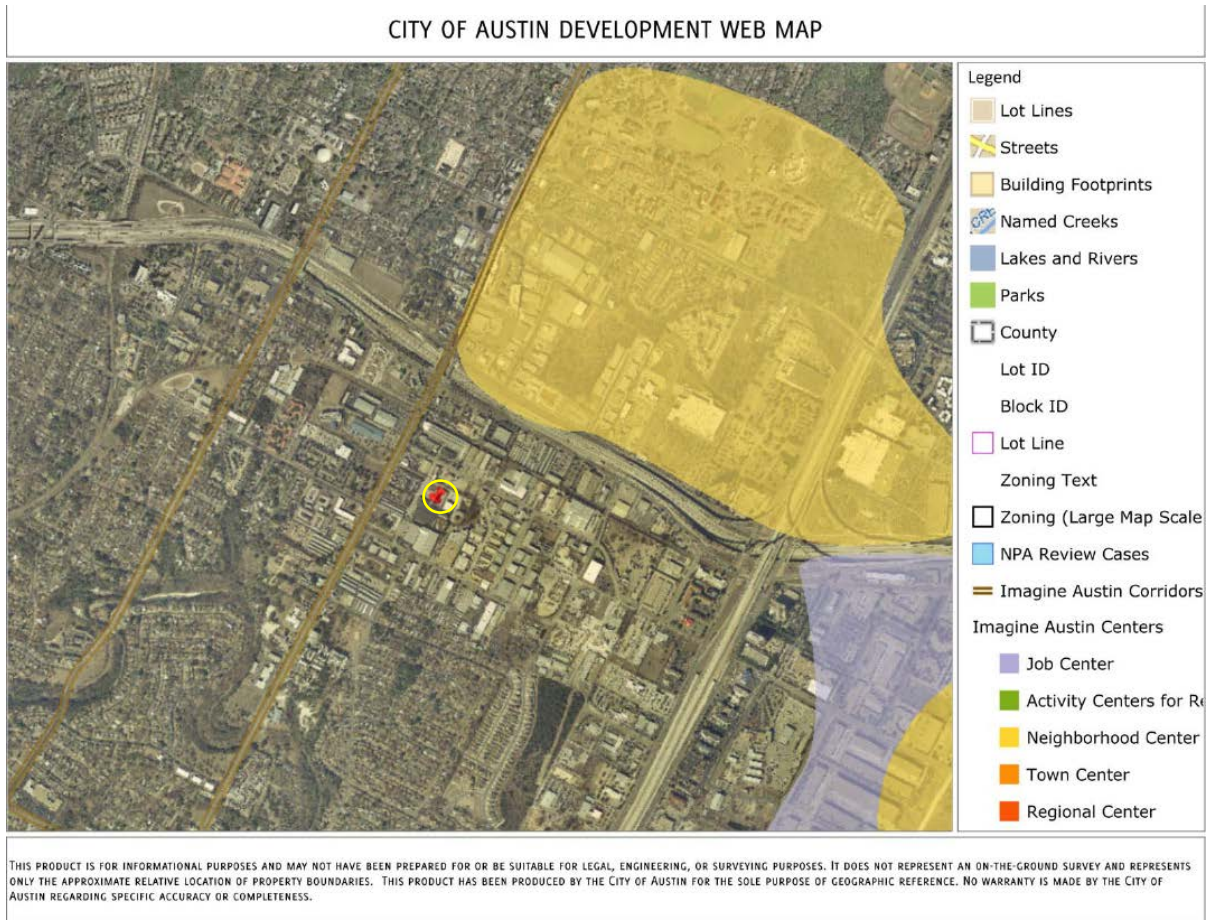 CITY OF AUSTIN DEVELOPMENT WEB MAP
Legend
Lot Lines
Streets
Building Footprints
CRE
Named Creeks
Lakes and Rivers
Parks
County
Lot ID
Block ID
Lot Line
Zoning Text
Zoning (Large Map Scale
NPA Review Cases
Imagine Austin Corridors
Imagine Austin Centers
Job Center
Activity Centers for Re
Neighborhood Center
Town Center
Regional Center
THIS PRODUCT IS FOR INFORMATIONAL PURPOSES AND MAY NOT HAVE BEEN PREPARED FOR OR BE SUITABLE FOR LEGAL, ENGINEERING, OR SURVEYING PURPOSES. IT DOES NOT REPRESENT AN ON-THE-GROUND SURVEY AND REPRESENTS
ONLY THE APPROXIMATE RELATIVE LOCATION OF PROPERTY BOUNDARIES. THIS PRODUCT HAS BEEN PRODUCED BY THE CITY OF AUSTIN FOR THE SOLE PURPOSE OF GEOGRAPHIC REFERENCE. NO WARRANTY IS MADE BY THE CITY OF
AUSTIN REGARDING SPECIFIC ACCURACY OR COMPLETENESS.